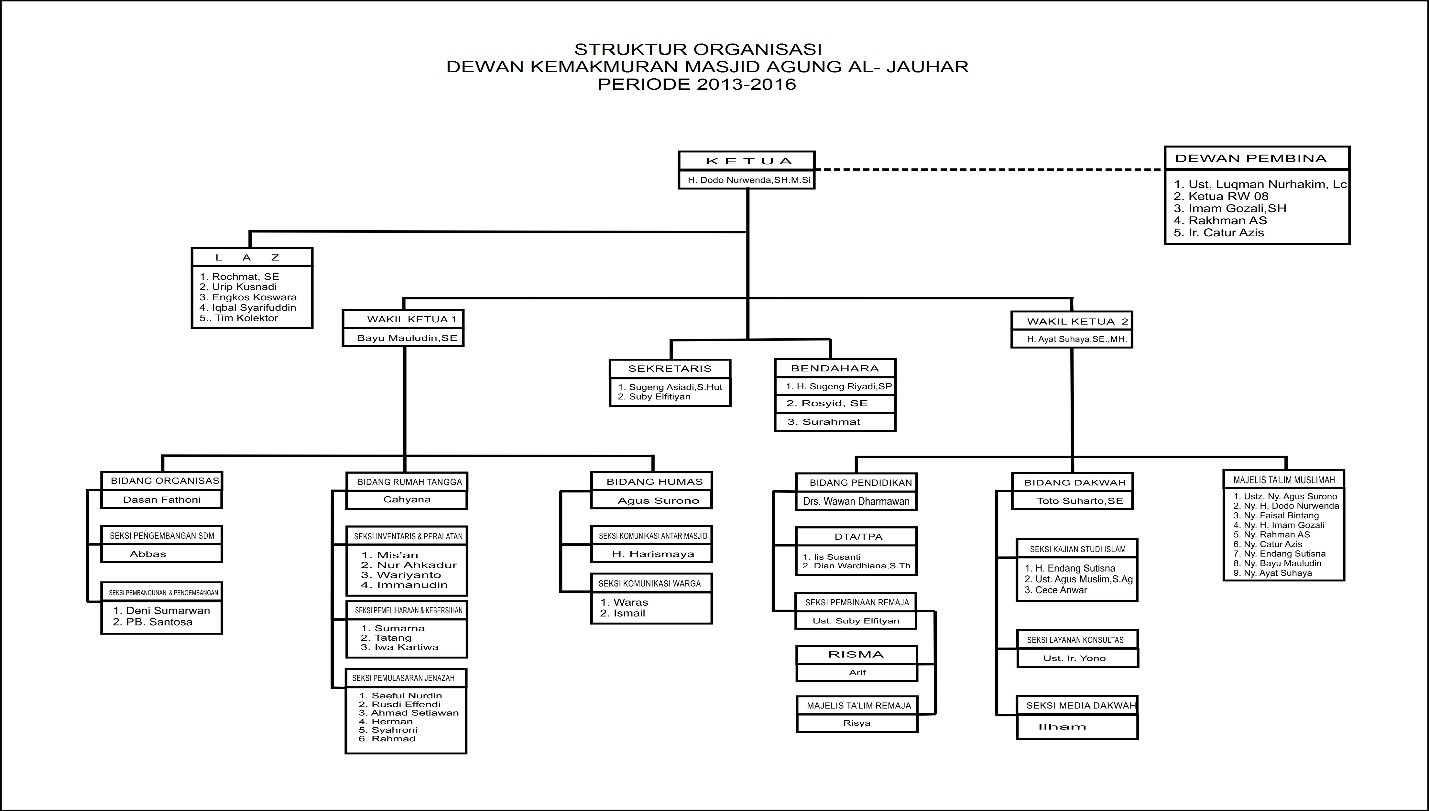 STRUKTUR ORGANISASI
DEWAN KEMAKMURAN MASJID AGUNG AL- JAUHAR
PERIODE 2013-2016
K E T U A
H. Dodo Nurwenda,SH.M.Si
DEWAN PEMBINA
1. Ust. Luqman Nurhakim, Lc
2. Ketua RW 08
3. Imam Gozali,SH
4. Rakhman AS
5. Ir. Catur Azis
L A Z
1. Rochmat, SE
2. Urip Kusnadi
3. Engkos Koswara
4. Iqbal Syarifuddin
5.. Tim Kolektor
WAKIL KETUA 1
Bayu Mauludin,SE
WAKIL KETUA 2
H. Ayat Suhaya,SE.,MH.
SEKRETARIS
1. Sugeng Asiadi,S.Hut
2. Suby Elfitiyan
BENDAHARA
1. H. Sugeng Riyadi,SP
2. Rosyid, SE
3. Surahmat
BIDANG ORGANISAS
Dasan Fathoni
SEKSI PENGEMBANGAN SDM
Abbas
SEKSI PEMBANGUNAN & PENGEMBANGAN
1. Deni Sumarwan
2. PB. Santosa
BIDANG RUMAH TANGGA
Cahyana
SEKSI INVENTARIS & PERALATAN
1. Mis'an
2. Nur Ahkadur
3. Wariyanto
4. Immanudin
SEKSI PEMELIHARAAN & KEBERSIHAN
1. Sumarna
2. Tatang
3. Iwa Kartiwa
SEKSI PEMULASARAN JENAZAH
1. Saeful Nurdin
2. Rusdi Effendi
3. Ahmad Setiawan
4. Herman
5. Syahroni
6. Rahmad
BIDANG HUMAS
Agus Surono
SEKSI KOMUNIKASI ANTAR MASJID
H. Harismaya
SEKSI KOMUNIKASI WARGA
1. Waras
2. Ismail
BIDANG PENDIDIKAN
Drs. Wawan Dharmawan
DTA/TPA
1. Iis Susanti
2. Dian Wardhiana,S.Th
SEKSI PEMBINAAN REMAJA
Ust. Suby Elfityan
RISMA
Arif
MAJELIS TA'LIM REMAJA
Risya
BIDANG DAKWAH
Toto Suharto,SE
SEKSI KAJIAN STUDI ISLAM
1. H. Endang Sutisna
2. Ust. Agus Muslim,S.Ag
3. Cece Anwar
SEKSI LAYANAN KONSULTAS
Ust. Ir. Yono
SEKSI MEDIA DAKWAH
Ilham
MAJELIS TA'LIM MUSLIMAH
1. Ustz. Ny. Agus Surono
2. Ny. H. Dodo Nurwenda
3. Ny. Faisal Bintang
4. Ny. H. Imam Gozali
5. Ny. Rahman AS
6. Ny. Catur Azis
7. Ny. Endang Sutisna
8. Ny. Bayu Mauludin
9. Ny. Ayat Suhaya